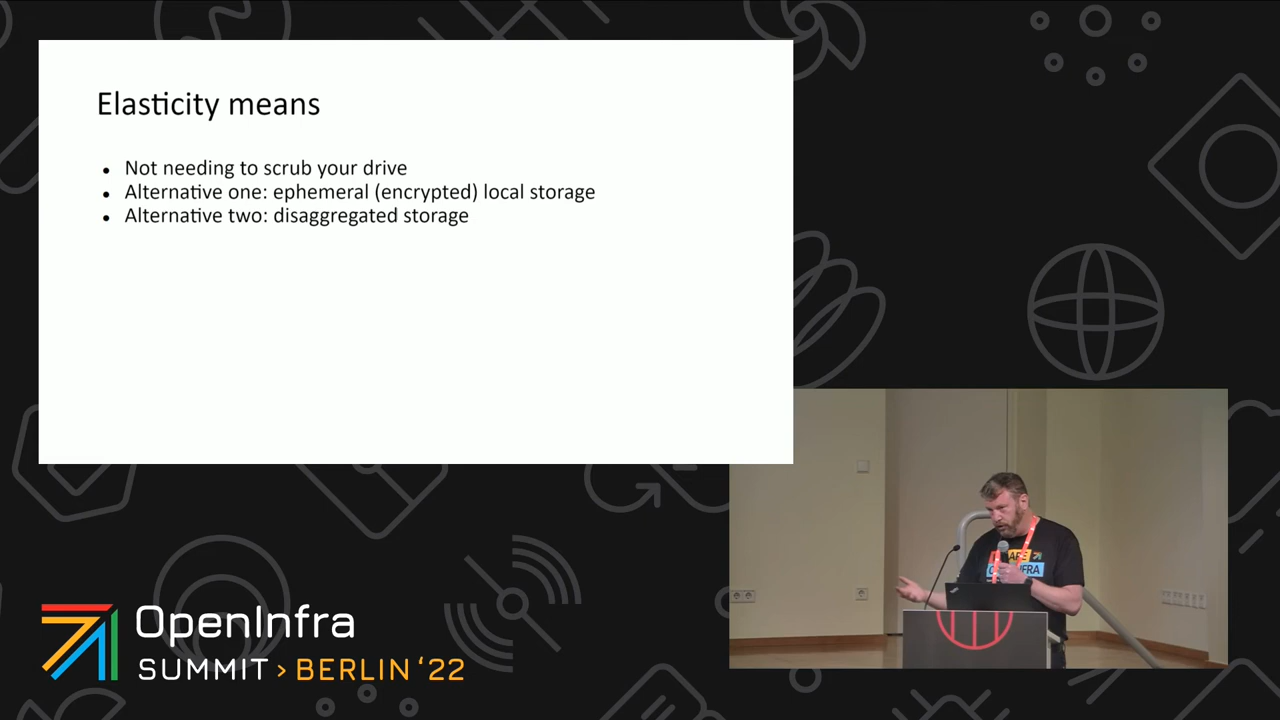 Elasticity means
Not needing to scrub your drive
Alternative one: ephemeral (encrypted) local storage
Alternative two: disaggregated storage
OpenInfra
SUMMIT > BERLIN '22